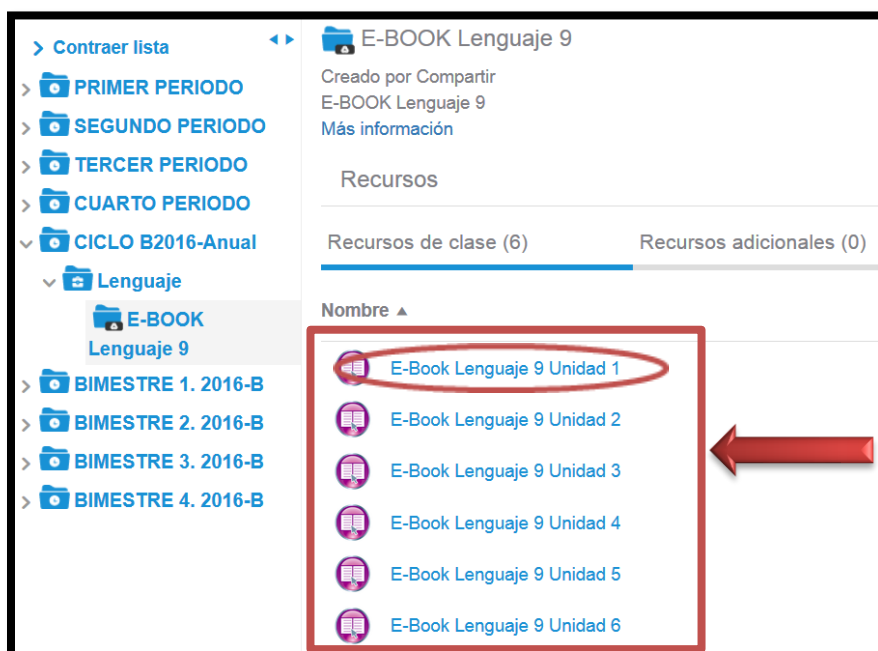 Contraer lista
PRIMER PERIODO
SEGUNDO PERIODO
TERCER PERIODO
CUARTO PERIODO
CICLO B2016-Anual
Lenguaje
E-BOOK
Lenguaje 9
BIMESTRE 1. 2016-B
BIMESTRE 2. 2016-B
BIMESTRE 3. 2016-B
BIMESTRE 4. 2016-B
E-BOOK Lenguaje 9
Creado por Compartir
E-BOOK Lenguaje 9
Más información
Recursos
Recursos de clase (6)
Recursos adicionales (0)
Nombre ▲
E-Book Lenguaje 9 Unidad 1
E-Book Lenguaje 9 Unidad 2
E-Book Lenguaje 9 Unidad 3
E-Book Lenguaje 9 Unidad 4
E-Book Lenguaje 9 Unidad 5
E-Book Lenguaje 9 Unidad 6